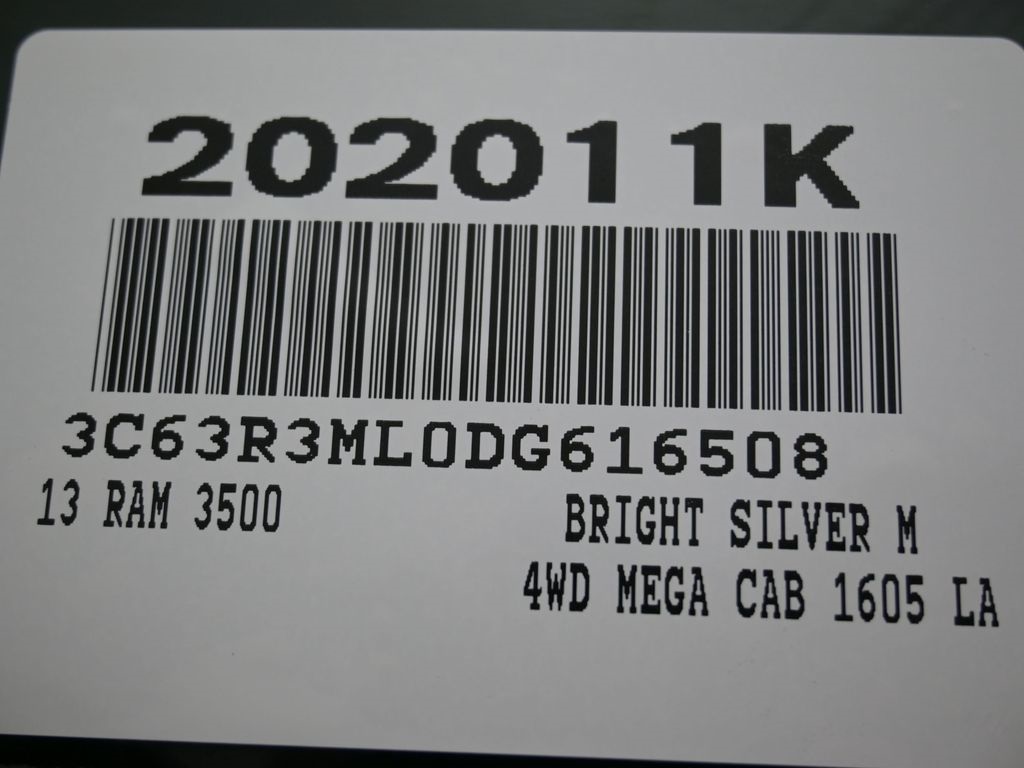 202011K
3C63R3ML0DG616508
13 RAM 3500
BRIGHT SILVER M
4WD MEGA CAB 1605 LA